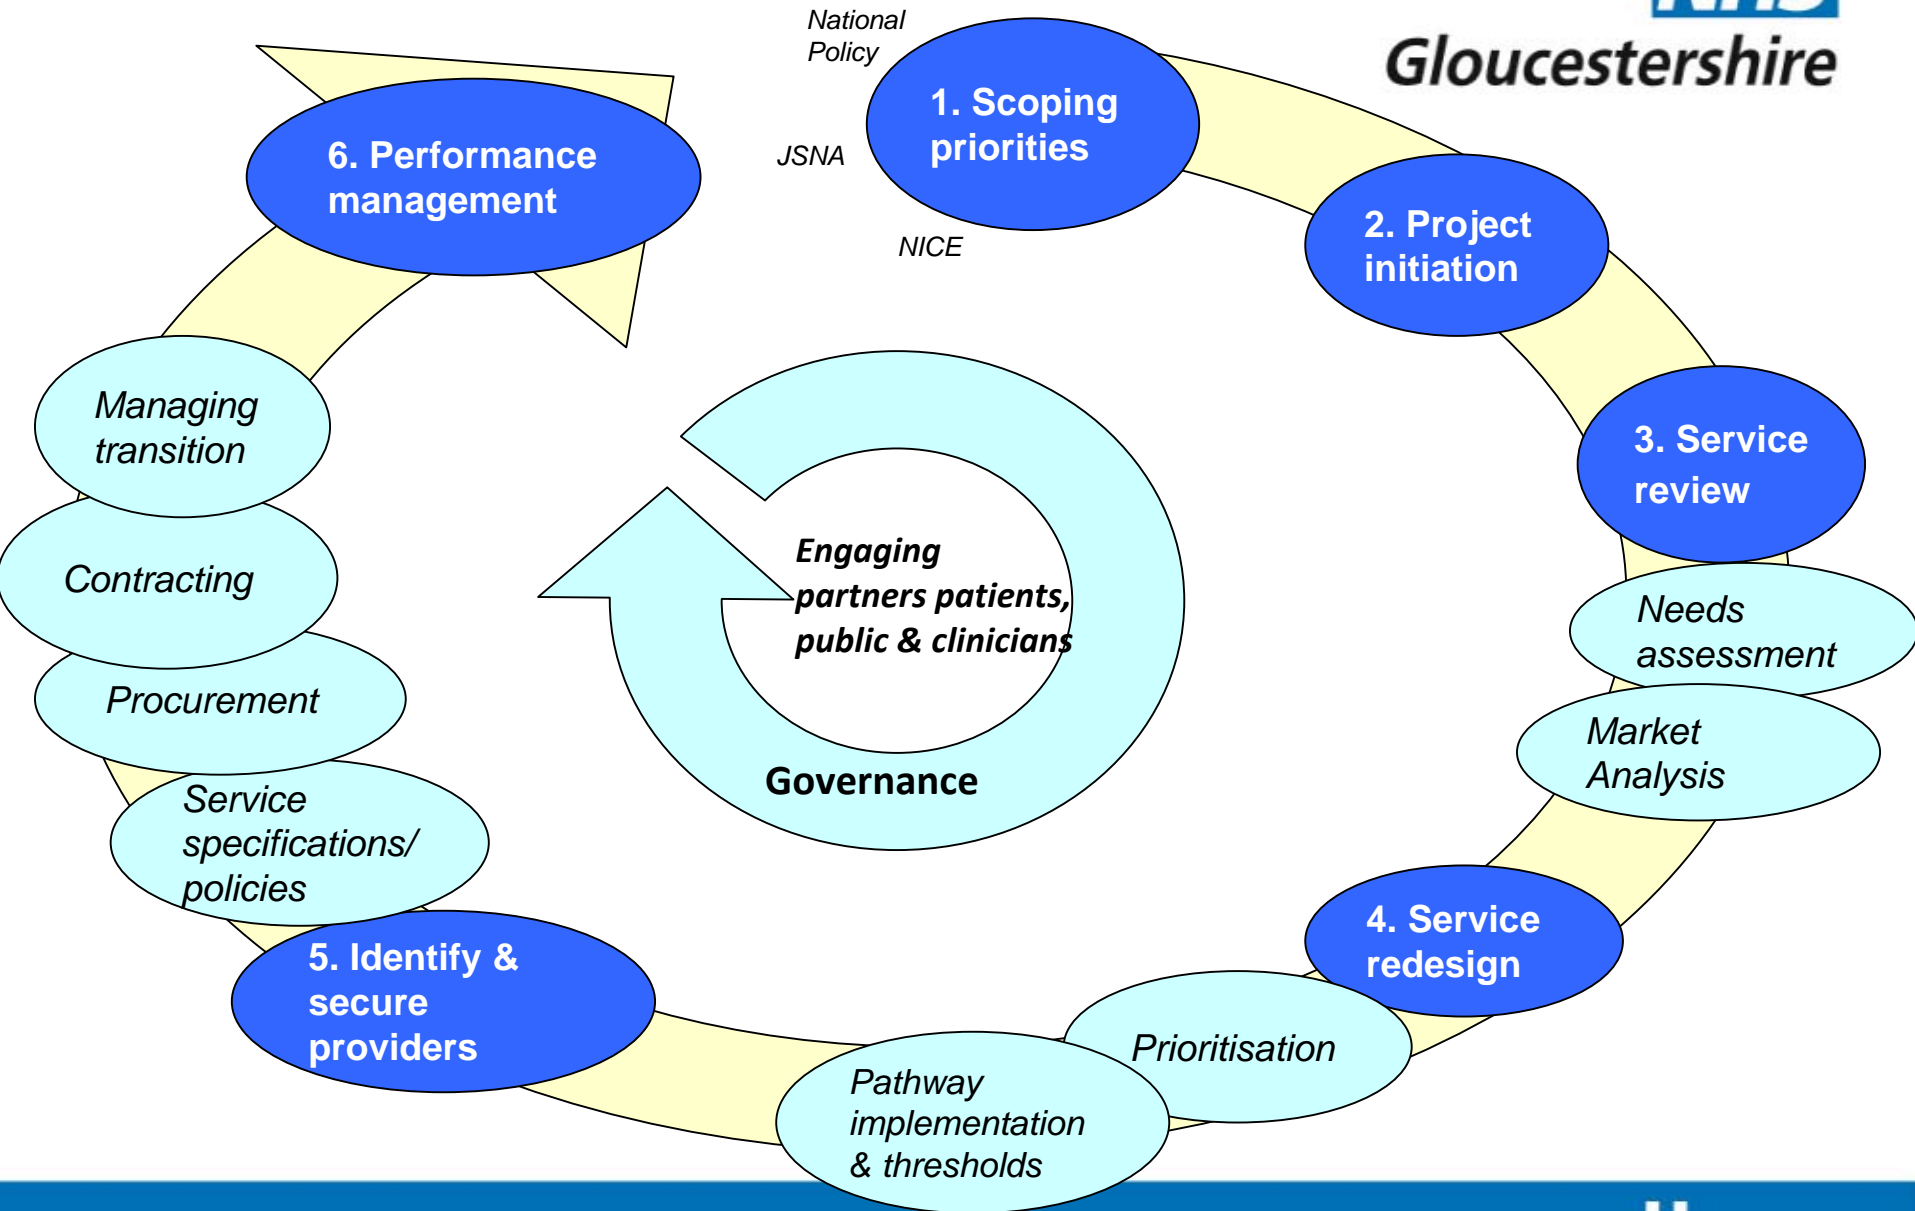 NHS
Gloucestershire
National
Policy
JSNA
NICE
1. Scoping
priorities
2. Project
initiation
3. Service
review
Needs
assessment
Market
Analysis
4. Service
redesign
Prioritisation
Pathway
implementation
& thresholds
5. Identify &
secure
providers
Service
specifications/
policies
Procurement
Contracting
Managing
transition
6. Performance
management
Engaging
partners patients,
public & clinicians
Governance